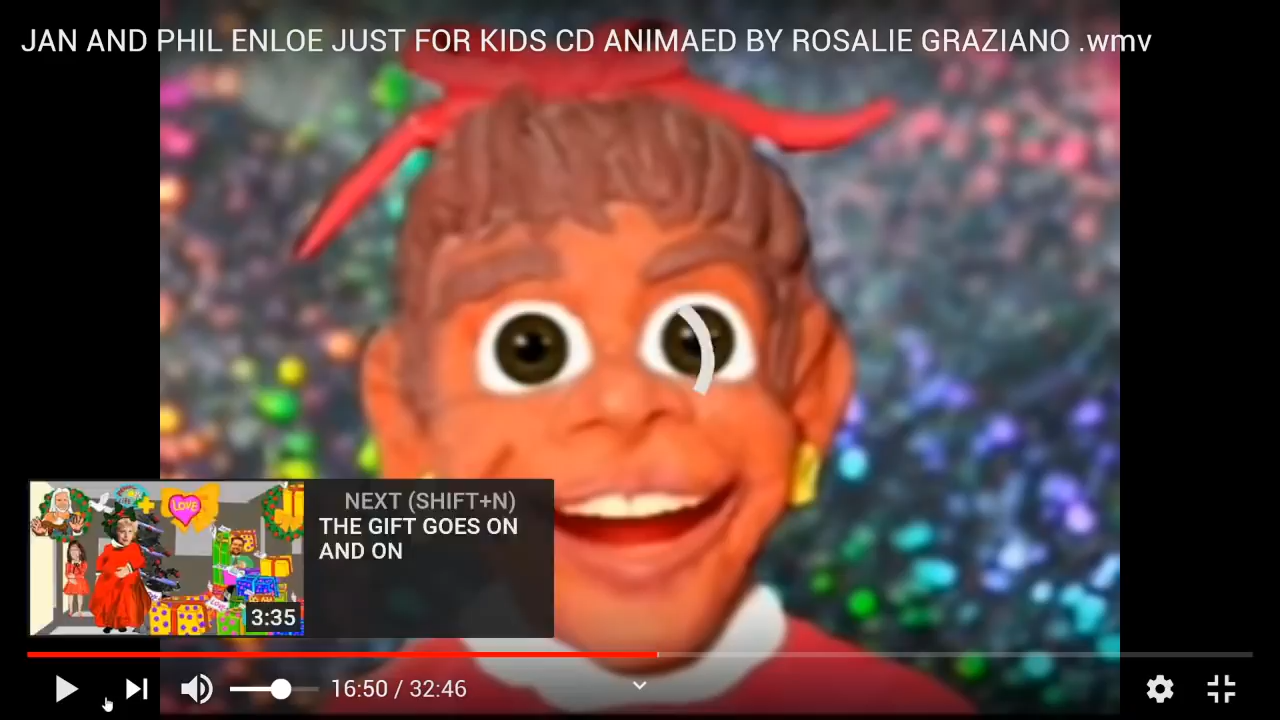 JAN AND PHIL ENLOE JUST FOR KIDS CD ANIMAED BY ROSALIE GRAZIANO .wmv
NEXT (SHIFT+N)
THE GIFT GOES ON
AND ON
LOVE
3:35
16:50 / 32:46